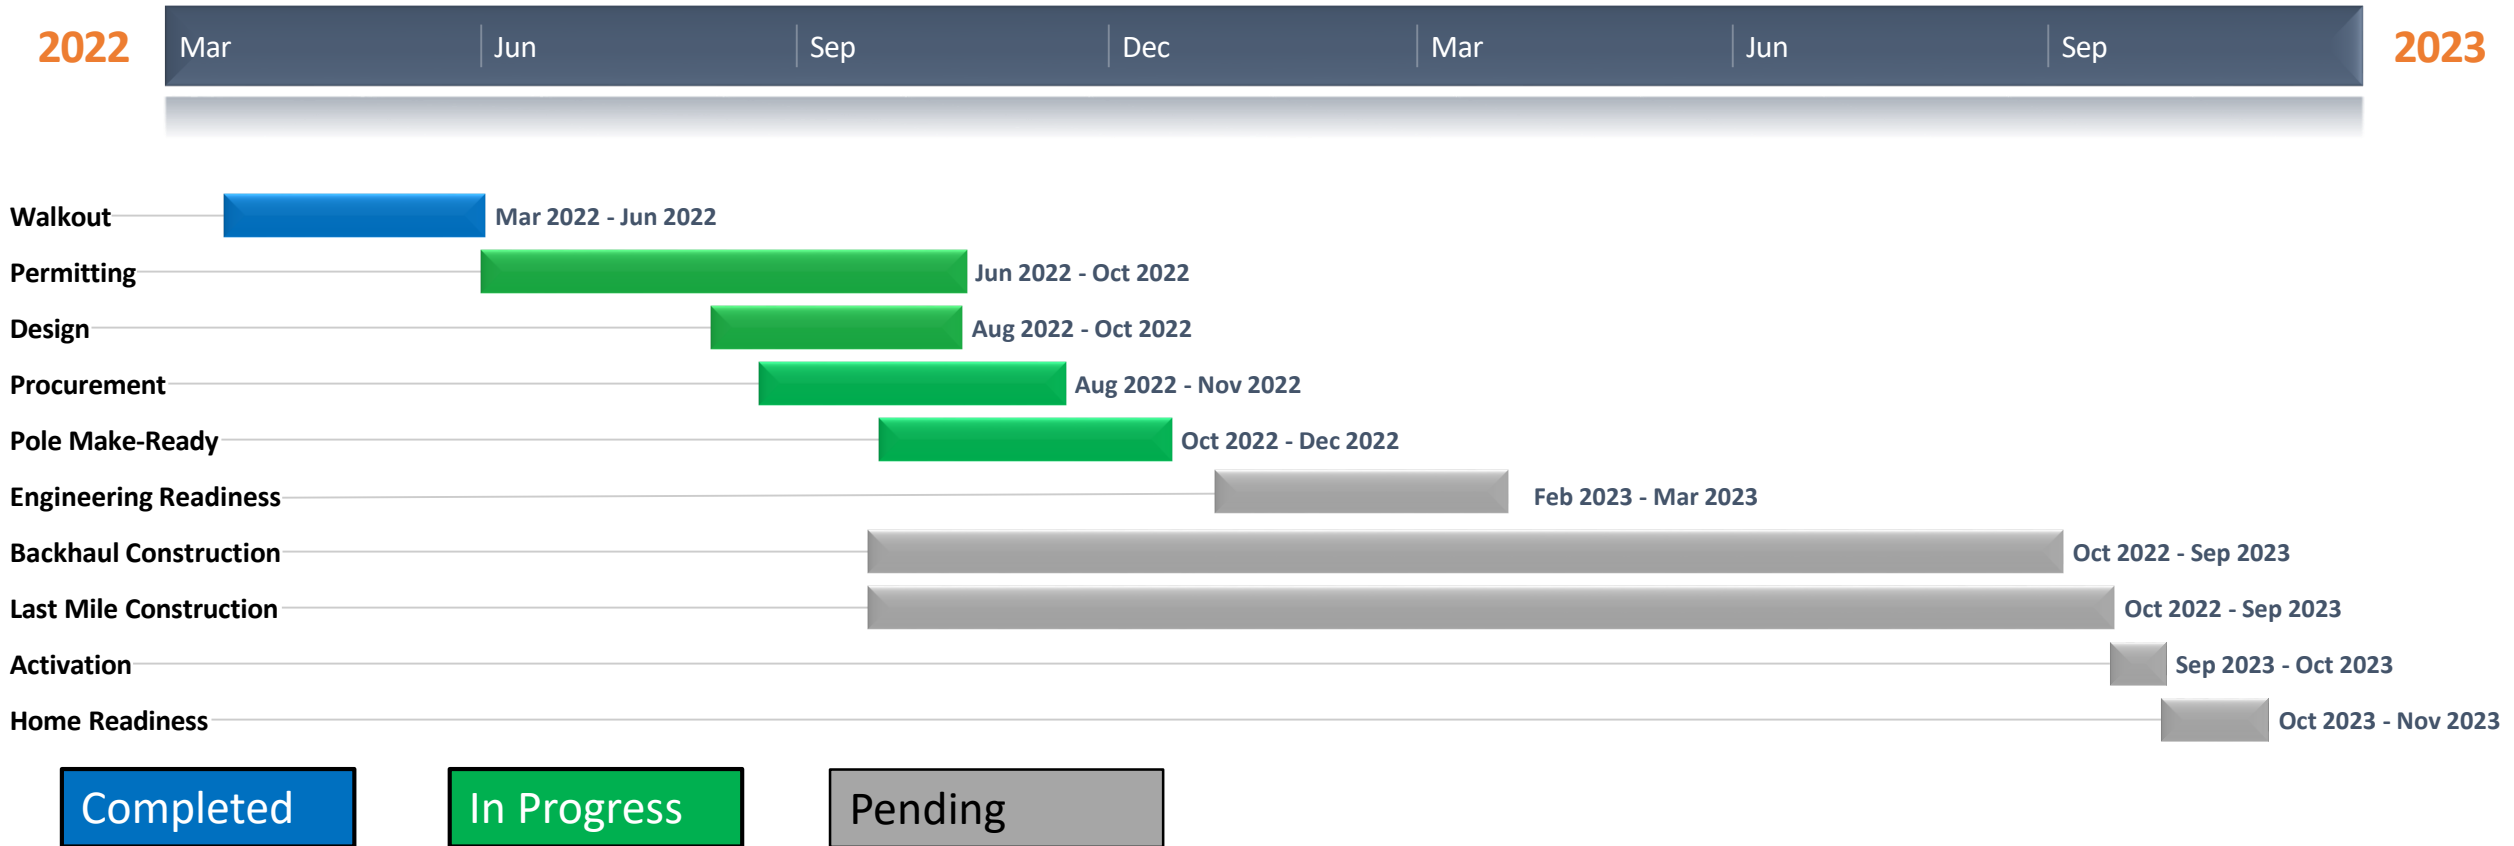 2022 Mar Jun Sep Dec Mar Jun Sep 2023
Walkout Mar 2022 - Jun 2022
Permitting Jun 2022 - Oct 2022
Design Aug 2022 - Oct 2022
Procurement Aug 2022 - Nov 2022
Pole Make-Ready Oct 2022 - Dec 2022
Engineering Readiness Feb 2023 - Mar 2023
Backhaul Construction Oct 2022 - Sep 2023
Last Mile Construction Oct 2022 - Sep 2023
Activation Sep 2023 - Oct 2023
Home Readiness Oct 2023 - Nov 2023
Completed In Progress Pending